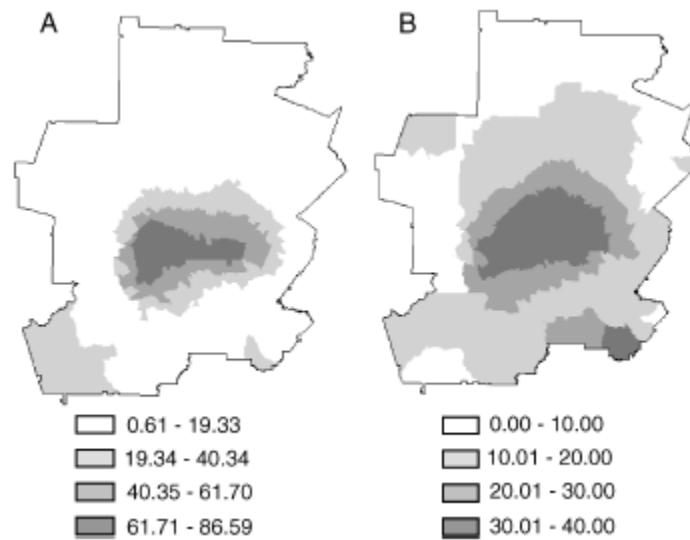 A
B
0.61 - 19.33
19.34 - 40.34
40.35 - 61.70
61.71 - 86.59
0.00 - 10.00
10.01 - 20.00
20.01 - 30.00
30.01 - 40.00